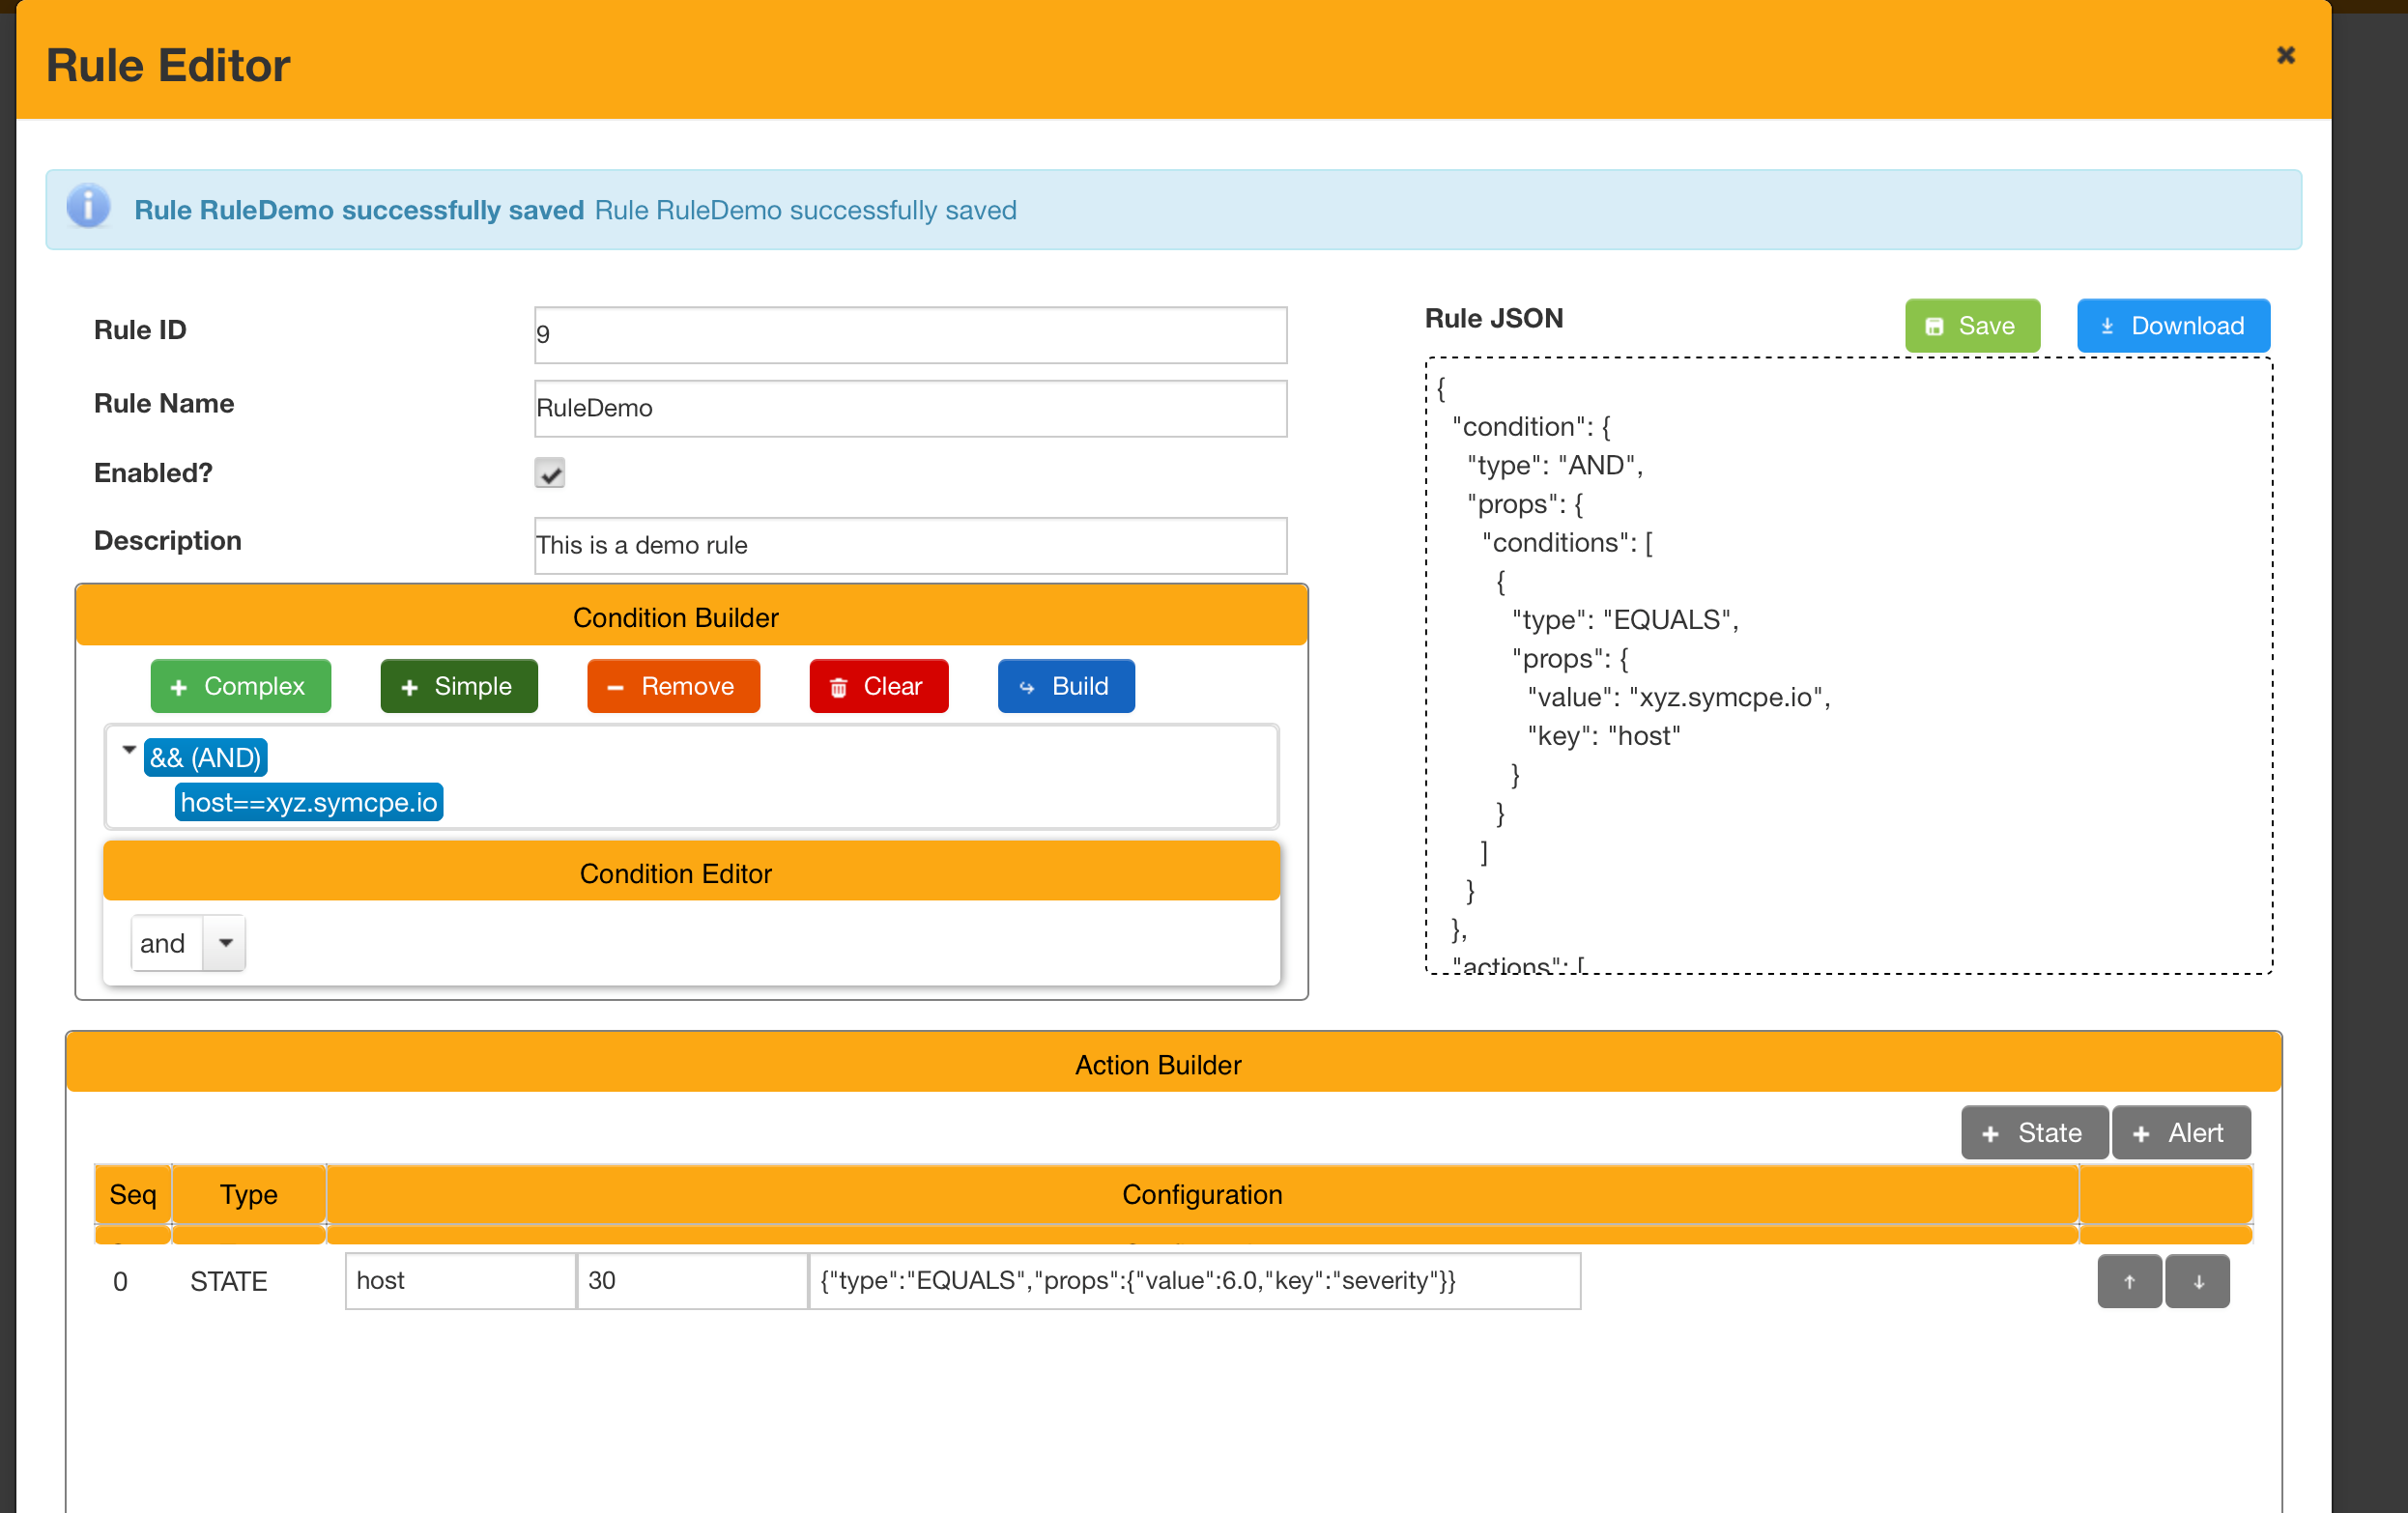 Rule Editor
Rule RuleDemo successfully saved Rule RuleDemo successfully saved
Rule ID
9
Rule Name
RuleDemo
Enabled?
Description
This is a demo rule
Condition Builder
Complex
Simple
Remove
Clear
Build
&& (AND)
host==xyz.symcpe.io
Condition Editor
and
Rule JSON
Save
Download
{
"condition": {
"type": "AND",
"props": {
"conditions": [
{
"type": "EQUALS",
"props": {
"value": "xyz.symcpe.io",
"key": "host"
}
}
]
}
},
"actions": [
Action Builder
State
Alert
Seq Type Configuration
0 STATE host 30 {"type":"EQUALS","props":{"value":6.0,"key":"severity"}}